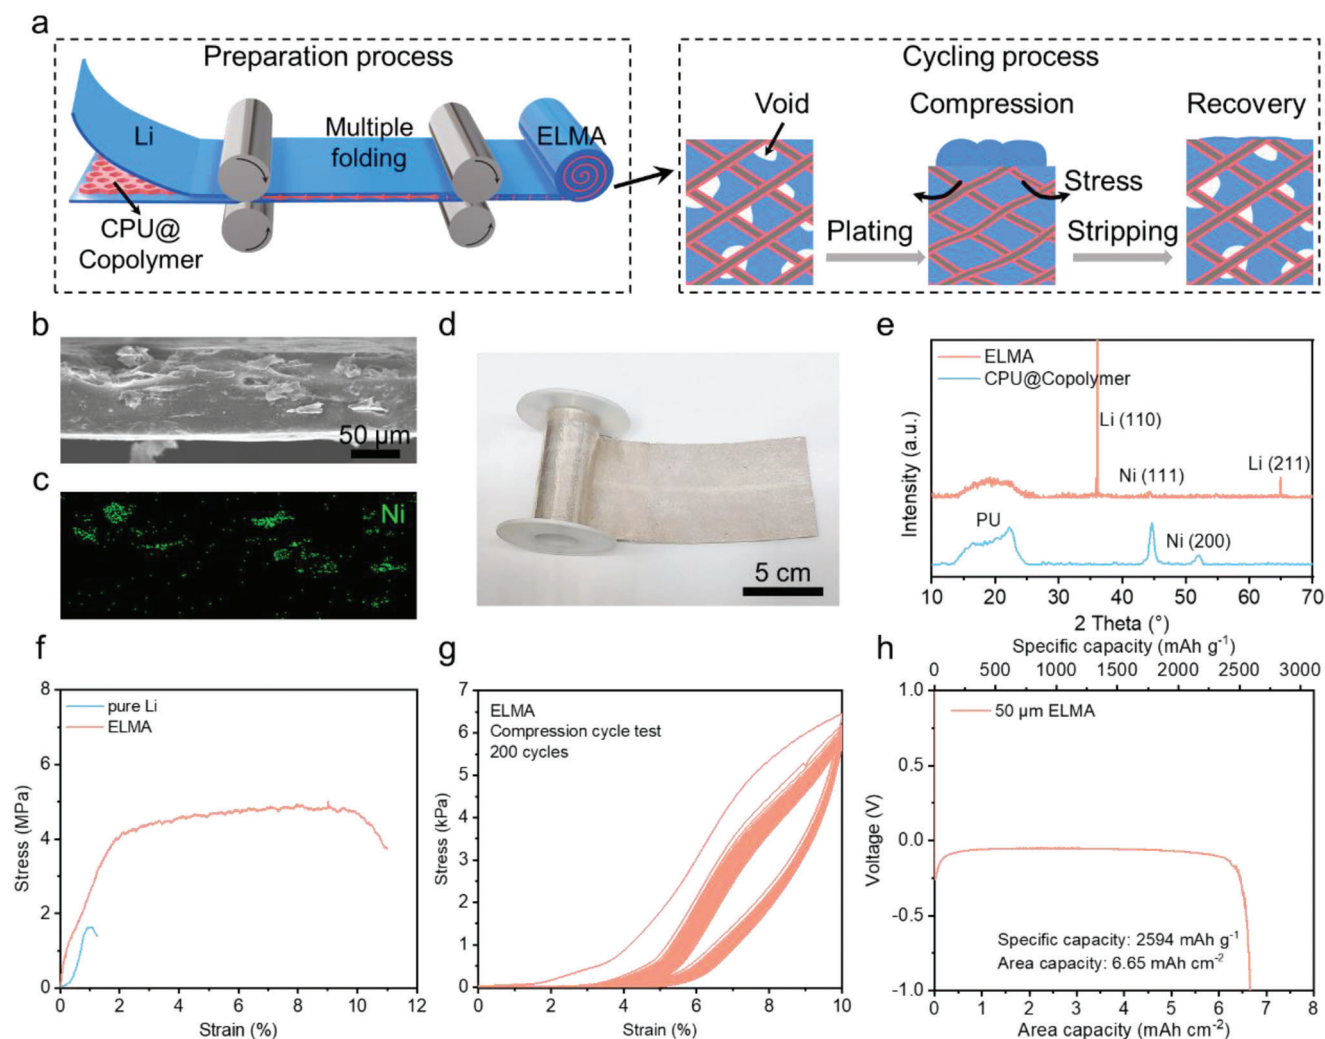 a
Preparation process
Li
Multiple
folding
ELMA
CPU@
Copolymer
Cycling process
Void
Compression
Recovery
Stress
Plating
Stripping
b
50 μm
c
Ni
d
5 cm
e
ELMA
CPU@Copolymer
Li (110)
Ni (111)
Li (211)
PU
Ni (200)
Intensity (a.u.)
10 20 30 40 50 60 70
2 Theta (°)
f
8
6
4
2
0
pure Li
ELMA
Stress (MPa)
0 2 4 6 8 10 12
Strain (%)
g
7
6
5
4
3
2
1
0
ELMA
Compression cycle test
200 cycles
Stress (kPa)
0 2 4 6 8 10
Strain (%)
h
Specific capacity (mAh g⁻¹)
0 500 1000 1500 2000 2500 3000
1.0
0.5
0.0
-0.5
-1.0
50 μm ELMA
Voltage (V)
Specific capacity: 2594 mAh g⁻¹
Area capacity: 6.65 mAh cm⁻²
0 1 2 3 4 5 6 7 8
Area capacity (mAh cm⁻²)